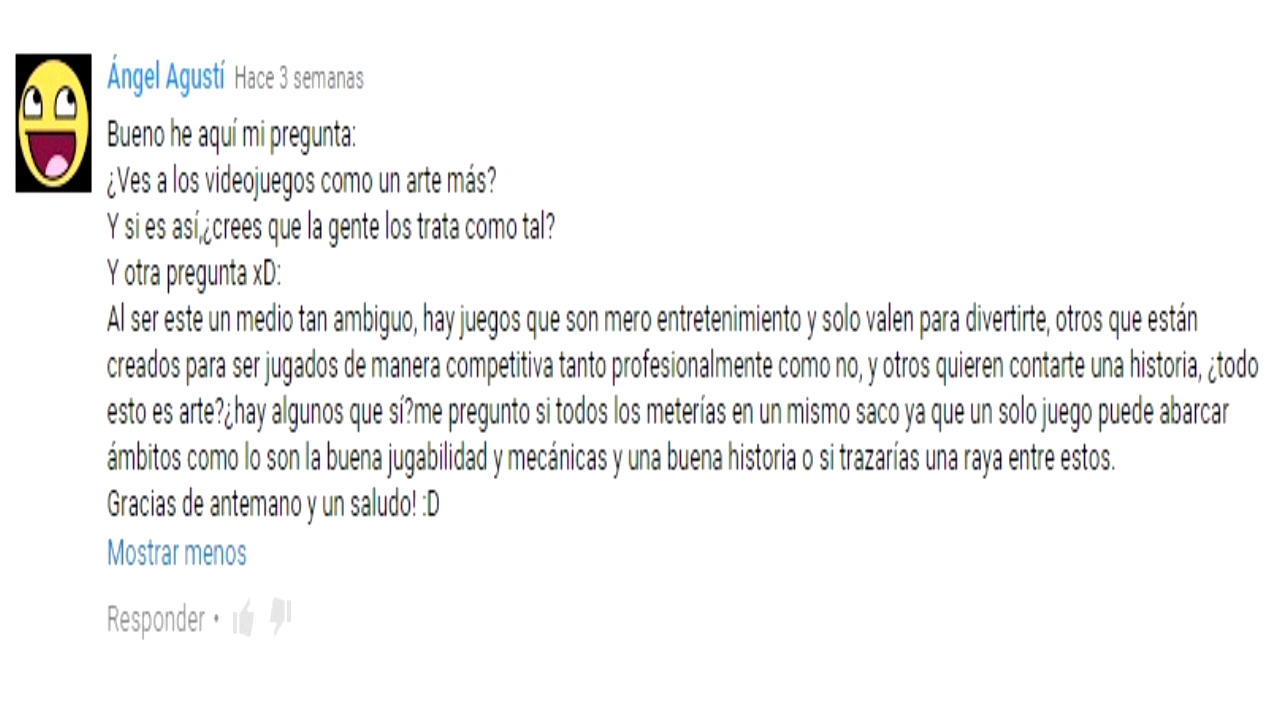 Ángel Agustí Hace 3 semanas
Bueno he aquí mi pregunta:
¿Ves a los videojuegos como un arte más?
Y si es así,¿crees que la gente los trata como tal?
Y otra pregunta xD:
Al ser este un medio tan ambiguo, hay juegos que son mero entretenimiento y solo valen para divertirte, otros que están
creados para ser jugados de manera competitiva tanto profesionalmente como no, y otros quieren contarte una historia, ¿todo
esto es arte?¿hay algunos que sí?me pregunto si todos los meterías en un mismo saco ya que un solo juego puede abarcar
ámbitos como lo son la buena jugabilidad y mecánicas y una buena historia o si trazarías una raya entre estos.
Gracias de antemano y un saludo! :D
Mostrar menos
Responder •